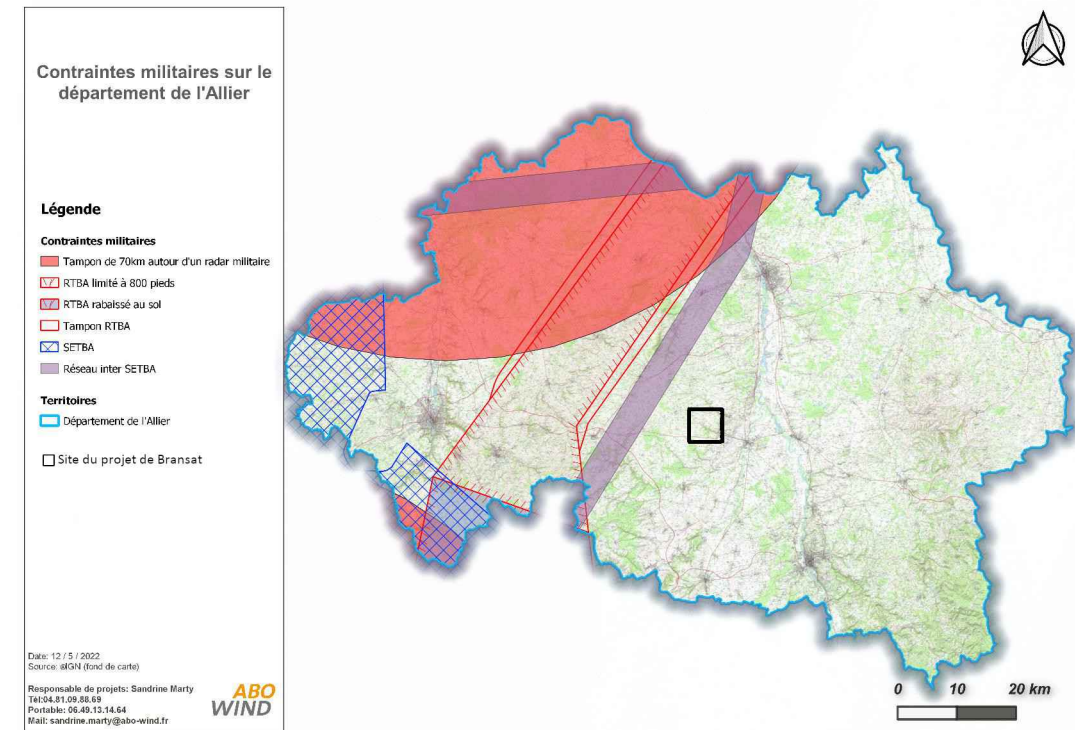 Contraintes militaires sur le
département de l'Allier
Légende
Contraintes militaires
Tampon de 70km autour d'un radar militaire
RTBA limité à 800 pieds
RTBA rabaissé au sol
Tampon RTBA
SETBA
Réseau inter SETBA
Territoires
Département de l'Allier
Site du projet de Bransat
Date: 12 / 5 / 2022
Source: @IGN (fond de carte)
Responsable de projets: Sandrine Marty
Tél:04.81.09.88.69
Portable: 06.49.13.14.64
Mail: sandrine.marty@abo-wind.fr
ABO
WIND
0 10 20 km